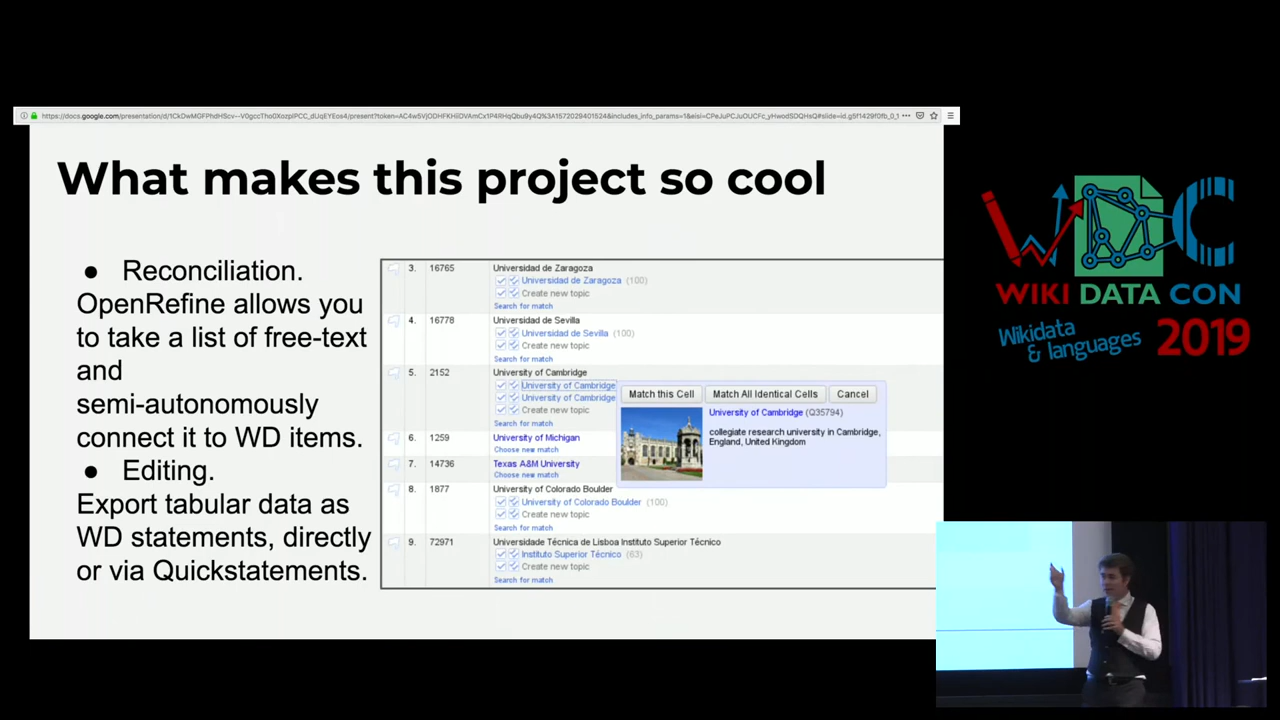 What makes this project so cool
● Reconciliation.
OpenRefine allows you
to take a list of free-text
and
semi-autonomously
connect it to WD items.
● Editing.
Export tabular data as
WD statements, directly
or via Quickstatements.
3. 16765 Universidad de Zaragoza
Universidad de Zaragoza (100)
Create new topic
Search for match
4. 16778 Universidad de Sevilla
Universidad de Sevilla (100)
Create new topic
Search for match
5. 2152 University of Cambridge
University of Cambridge
University of Cambridge
Create new topic
Search for match
Match this Cell Match All Identical Cells Cancel
University of Cambridge (Q35794)
collegiate research university in Cambridge,
England, United Kingdom
6. 1259 University of Michigan
Choose new match
7. 14736 Texas A&M University
Choose new match
8. 1877 University of Colorado Boulder
University of Colorado Boulder (100)
Create new topic
Search for match
9. 72971 Universidade Técnica de Lisboa Instituto Superior Técnico
Instituto Superior Técnico (63)
Create new topic
Search for match
WDC
WIKI DATA CON
Wikidata
& languages 2019